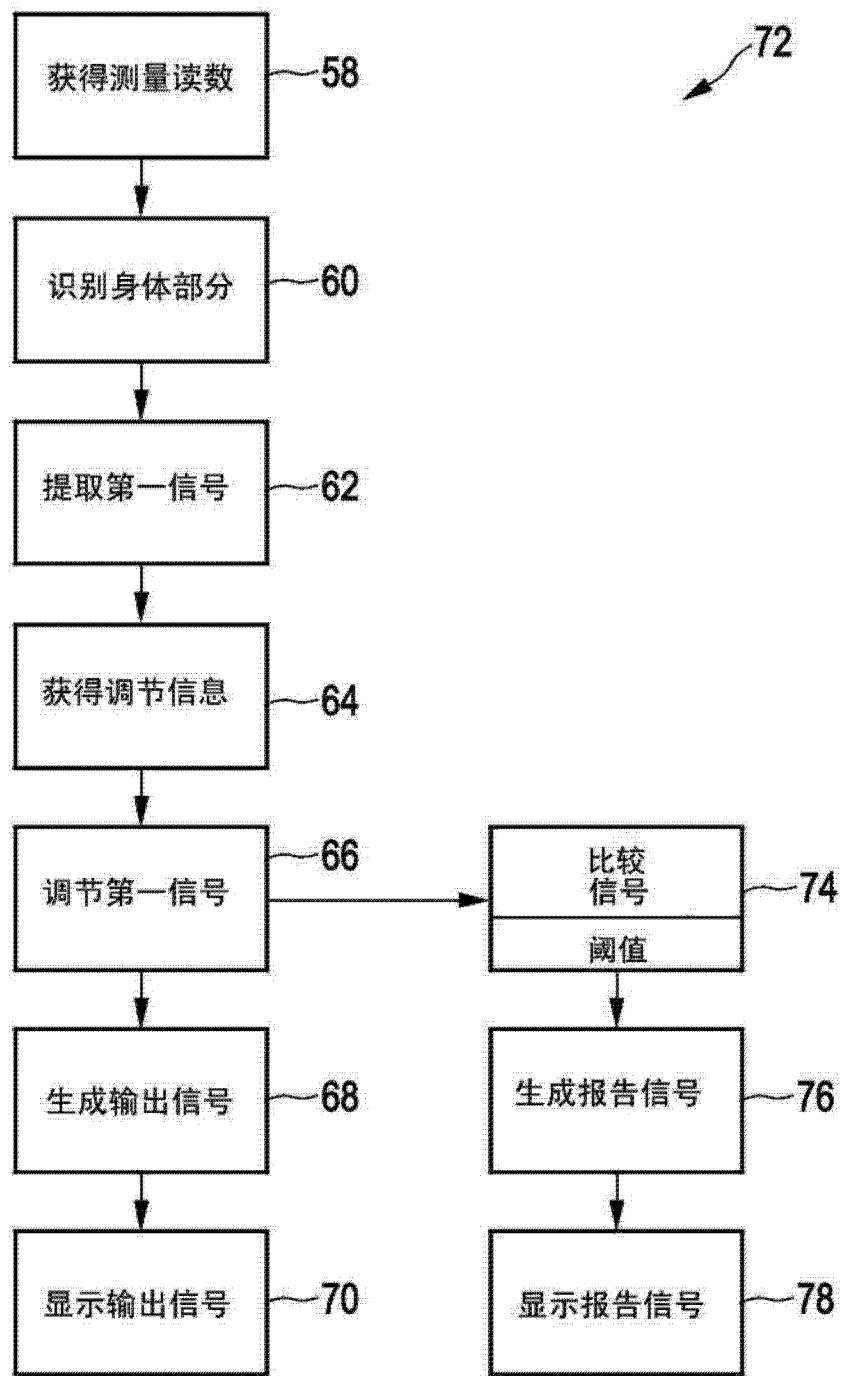 72
获得测量读数
58
识别身体部分
60
提取第一信号
62
获得调节信息
64
调节第一信号
66
比较
信号
阈值
74
生成输出信号
68
生成报告信号
76
显示输出信号
70
显示报告信号
78